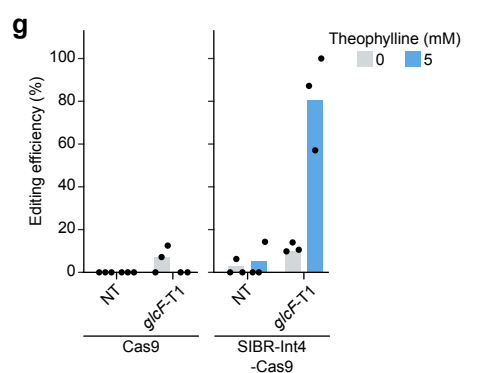 g
Theophylline (mM)
0 5
Editing efficiency (%)
100
80
60
40
20
0
NT
glcF-T1
NT
glcF-T1
Cas9
SIBR-Int4
-Cas9